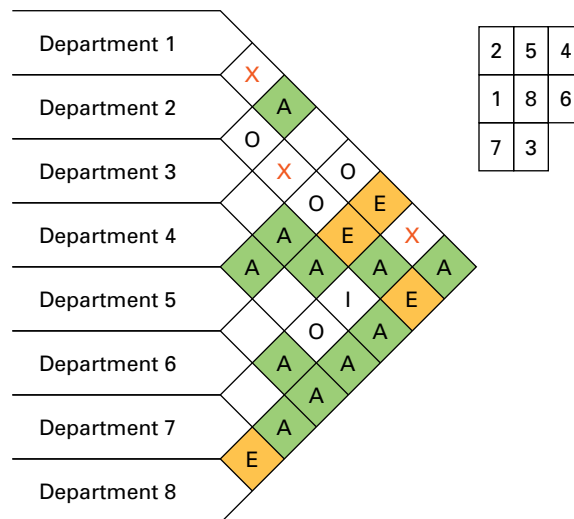 Department 1
X
Department 2 A
O
Department 3 X O
O E
Department 4 A E X
A A A A
Department 5 I E
O A
Department 6 A A
A
Department 7 A
E
Department 8
2 5 4
1 8 6
7 3